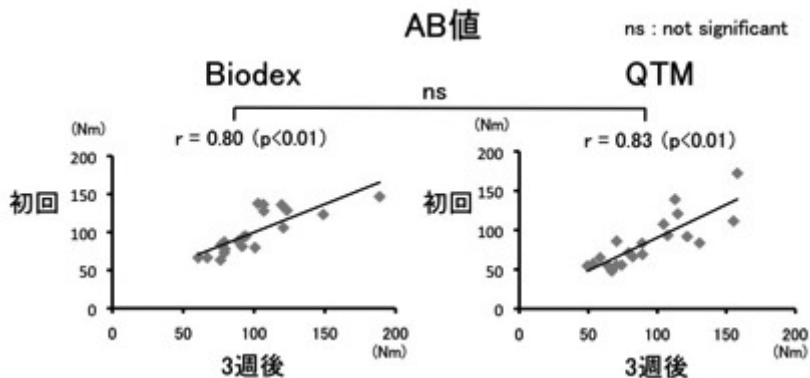 AB値
ns : not significant
Biodex
QTM
ns
(Nm)
r = 0.80 (p<0.01)
(Nm)
r = 0.83 (p<0.01)
初回
200
150
100
50
0
0 50 100 150 200
(Nm)
3週後
初回
200
150
100
50
0
0 50 100 150 200
(Nm)
3週後